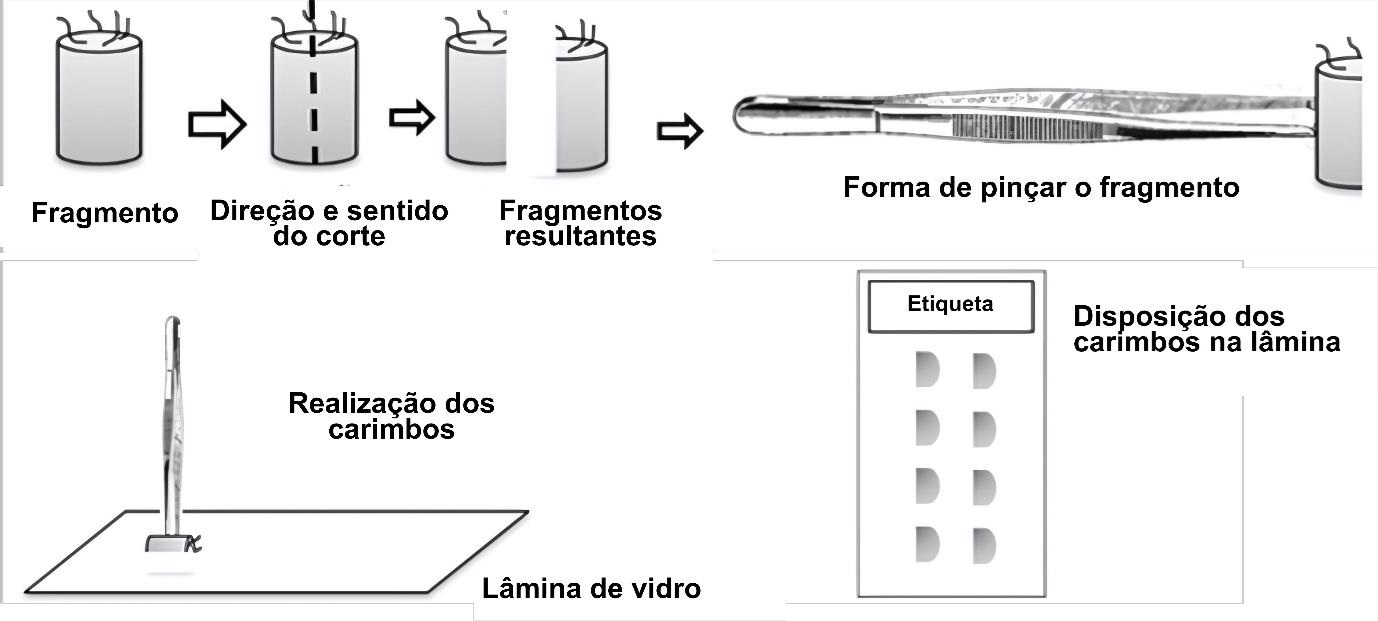 Fragmento
Direção e sentido
do corte
Fragmentos
resultantes
Forma de pinçar o fragmento
Realização dos
carimbos
Lâmina de vidro
Etiqueta
Disposição dos
carimbos na lâmina